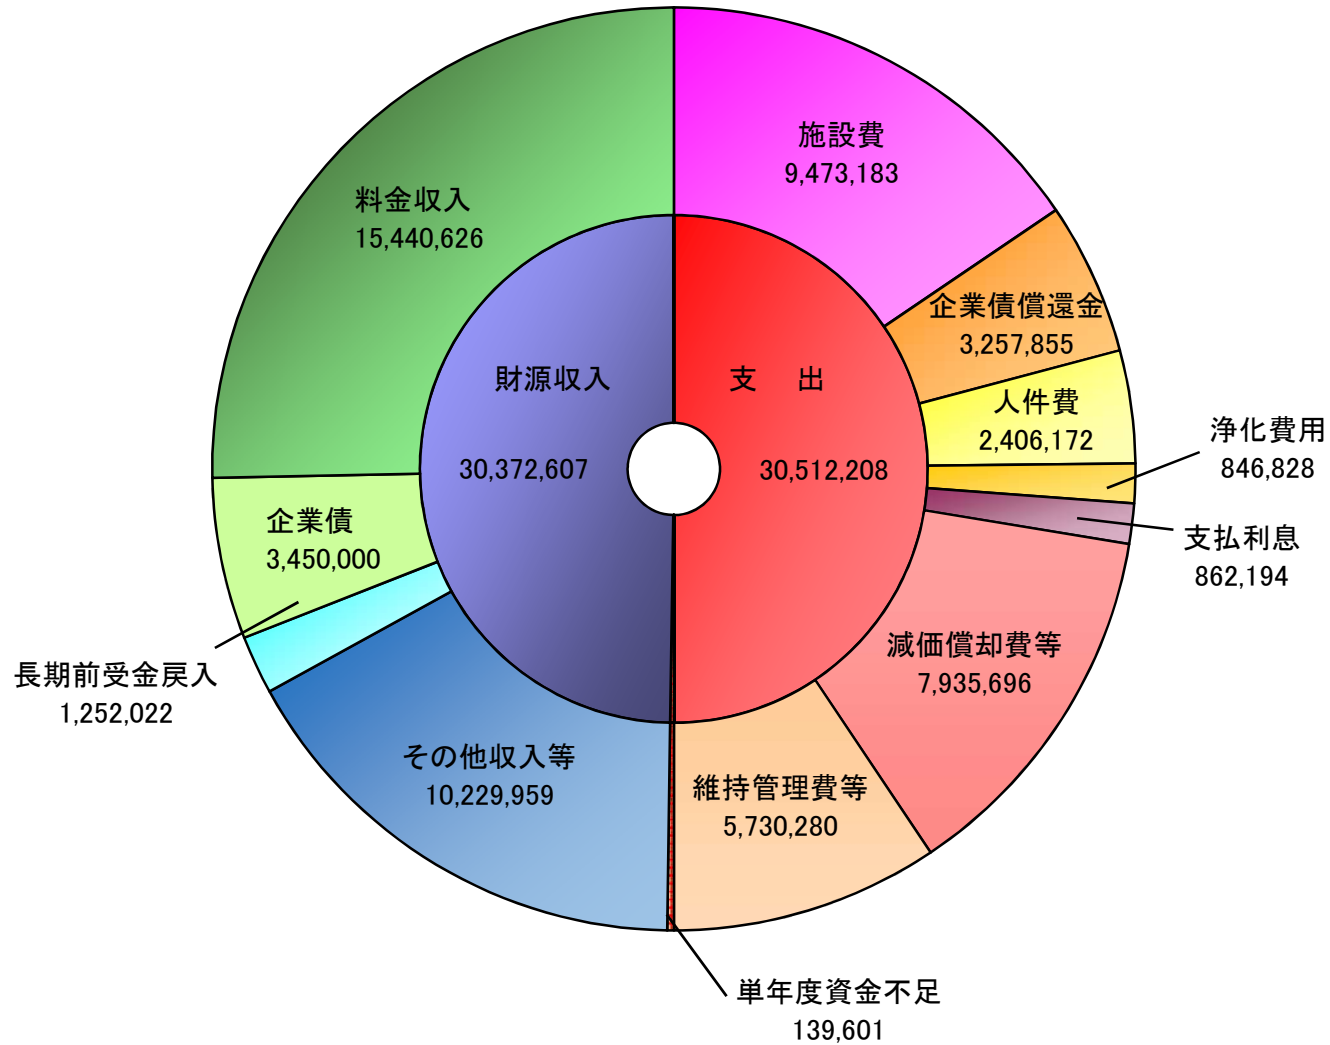 施設費
9,473,183
料金収入
15,440,626
企業債償還金
3,257,855
財源収入
30,372,607
支 出
30,512,208
人件費
2,406,172
浄化費用
846,828
支払利息
862,194
企業債
3,450,000
減価償却費等
7,935,696
長期前受金戻入
1,252,022
その他収入等
10,229,959
維持管理費等
5,730,280
単年度資金不足
139,601